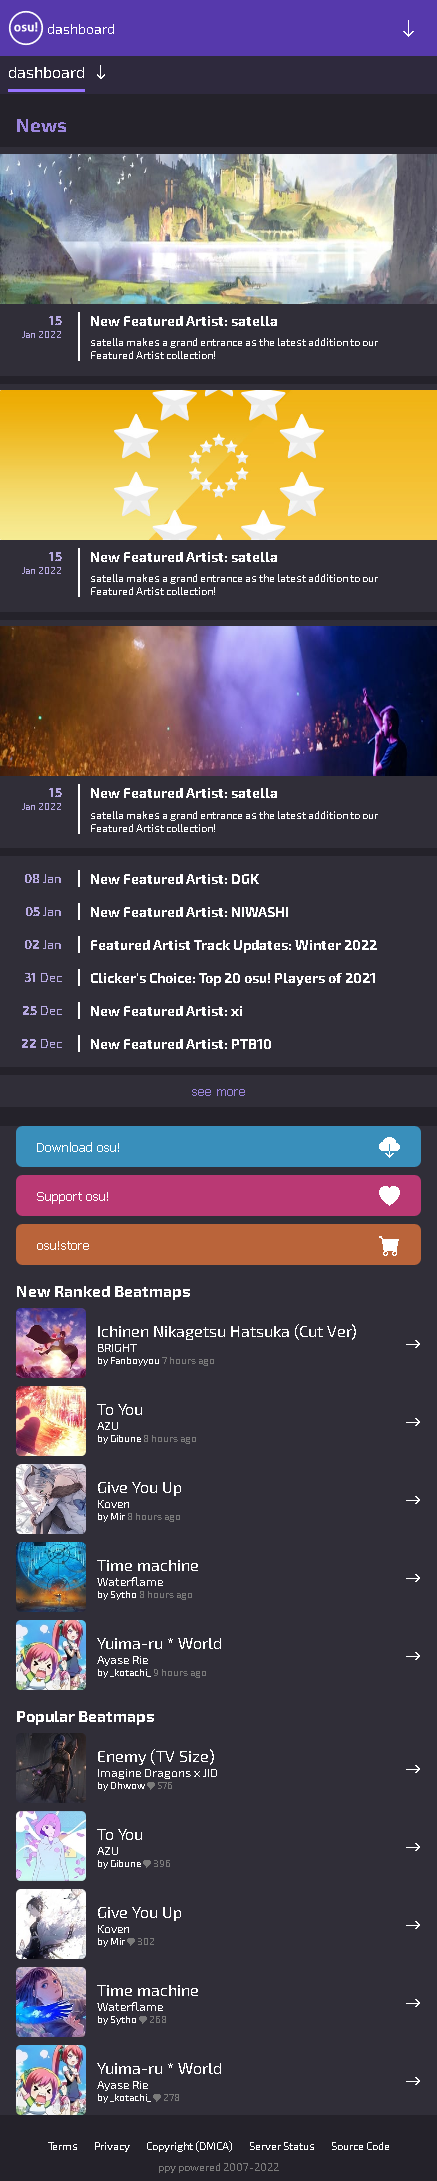 osu! dashboard
dashboard
News
15
Jan 2022
New Featured Artist: satella
satella makes a grand entrance as the latest addition to our
Featured Artist collection!
15
Jan 2022
New Featured Artist: satella
satella makes a grand entrance as the latest addition to our
Featured Artist collection!
15
Jan 2022
New Featured Artist: satella
satella makes a grand entrance as the latest addition to our
Featured Artist collection!
08 Jan New Featured Artist: DGK
05 Jan New Featured Artist: NIWASHI
02 Jan Featured Artist Track Updates: Winter 2022
31 Dec Clicker's Choice: Top 20 osu! Players of 2021
25 Dec New Featured Artist: xi
22 Dec New Featured Artist: PTB10
see more
Download osu!
Support osu!
osu!store
New Ranked Beatmaps
Ichinen Nikagetsu Hatsuka (Cut Ver)
BRIGHT
by Fanboyyou 7 hours ago
To You
AZU
by Gibune 8 hours ago
Give You Up
Koven
by Mir 8 hours ago
Time machine
Waterflame
by Sytho 8 hours ago
Yuima-ru * World
Ayase Rie
by _kotachi_ 9 hours ago
Popular Beatmaps
Enemy (TV Size)
Imagine Dragons x JID
by Dhwow 576
To You
AZU
by Gibune 396
Give You Up
Koven
by Mir 302
Time machine
Waterflame
by Sytho 268
Yuima-ru * World
Ayase Rie
by _kotachi_ 278
Terms Privacy Copyright (DMCA) Server Status Source Code
ppy powered 2007-2022